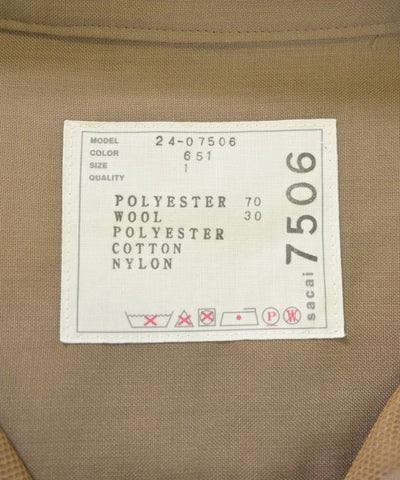 MODEL 24-07506
COLOR 651
SIZE 1
QUALITY
POLYESTER 70
WOOL 30
POLYESTER
COTTON
NYLON
P W
sacai 7506